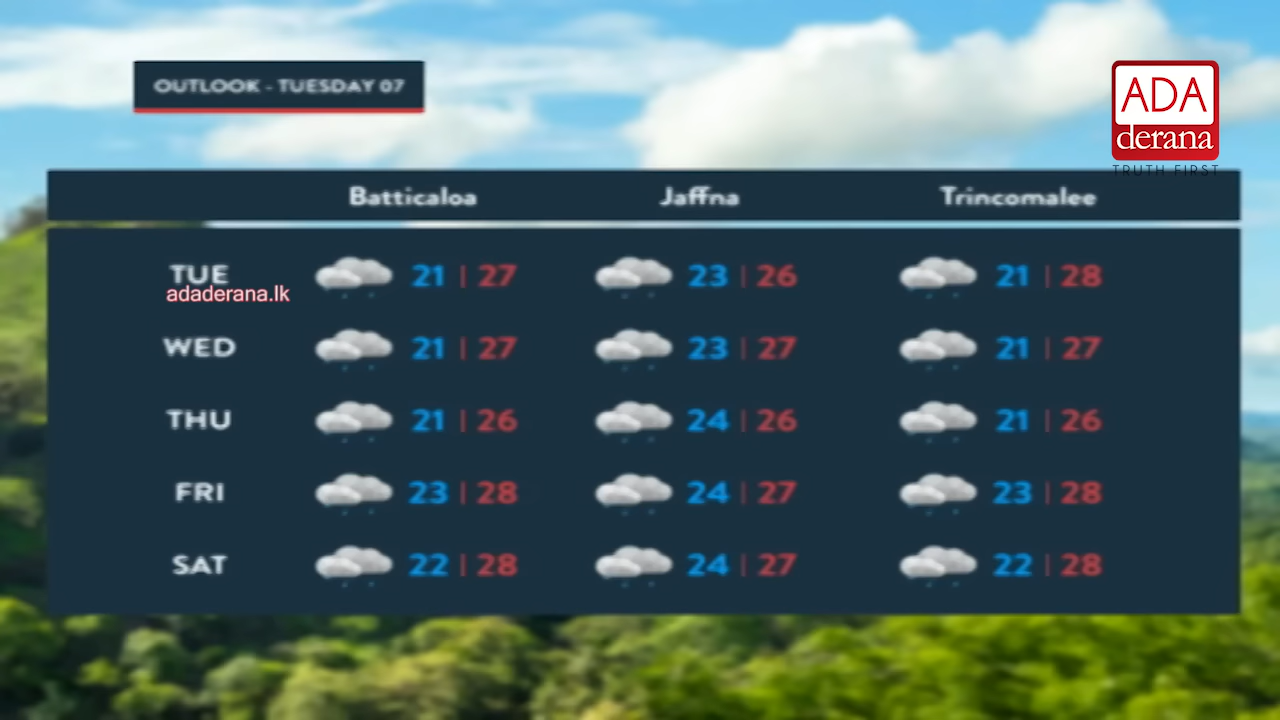 OUTLOOK - TUESDAY 07
ADA
derana
TRUTH FIRST
Batticaloa Jaffna Trincomalee
TUE 21 | 27 23 | 26 21 | 28
adaderana.lk
WED 21 | 27 23 | 27 21 | 27
THU 21 | 26 24 | 26 21 | 26
FRI 23 | 28 24 | 27 23 | 28
SAT 22 | 28 24 | 27 22 | 28